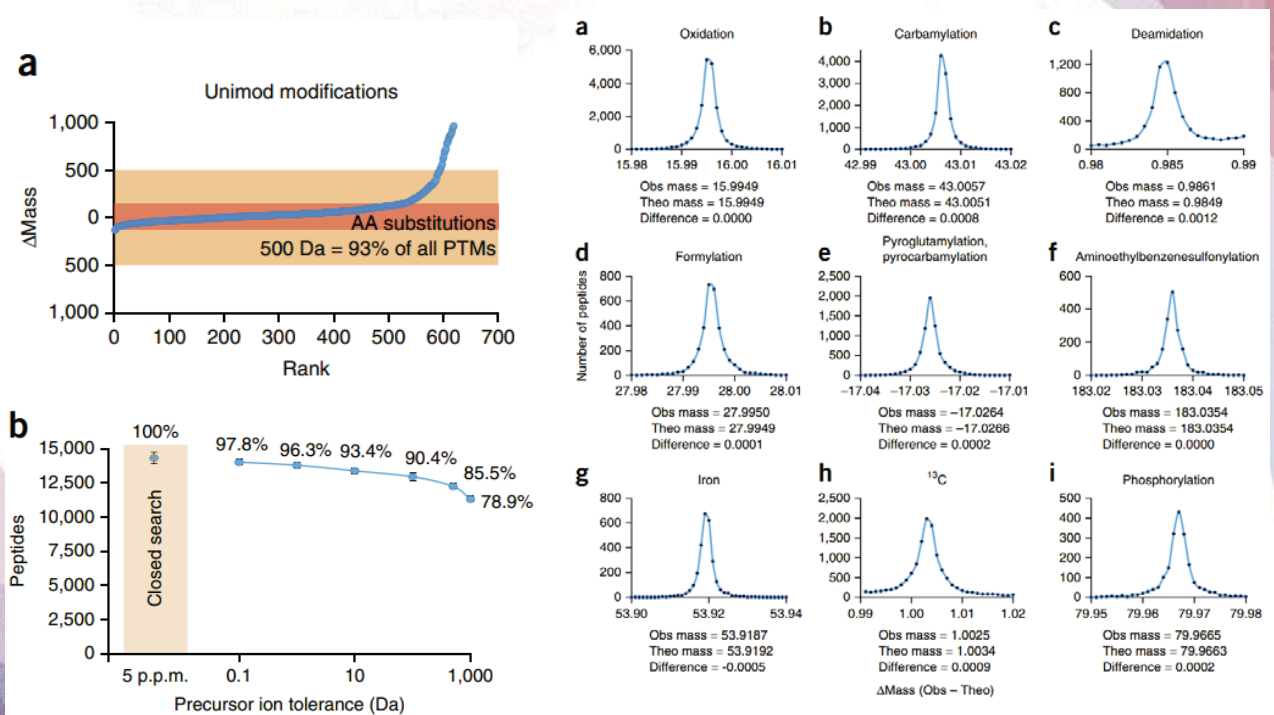 a
Unimod modifications
1,000
500
0
500
1,000
ΔMass
AA substitutions
500 Da = 93% of all PTMs
0 100 200 300 400 500 600 700
Rank
b
15,000
12,500
10,000
7,500
5,000
2,500
0
Peptides
100%
Closed search
97.8%
96.3%
93.4%
90.4%
85.5%
78.9%
5 p.p.m. 0.1 10 1,000
Precursor ion tolerance (Da)
a
Oxidation
6,000
4,000
2,000
0
15.98 15.99 16.00 16.01
Obs mass = 15.9949
Theo mass = 15.9949
Difference = 0.0000
b
Carbamylation
4,000
3,000
2,000
1,000
0
42.99 43.00 43.01 43.02
Obs mass = 43.0057
Theo mass = 43.0051
Difference = 0.0008
c
Deamidation
1,200
800
400
0
0.98 0.985 0.99
Obs mass = 0.9861
Theo mass = 0.9849
Difference = 0.0012
d
Formylation
800
600
400
200
0
Number of peptides
27.98 27.99 28.00 28.01
Obs mass = 27.9950
Theo mass = 27.9949
Difference = 0.0001
e
Pyroglutamylation,
pyrocarbamylation
2,500
2,000
1,500
1,000
500
0
−17.04 −17.03 −17.02 −17.01
Obs mass = −17.0264
Theo mass = −17.0266
Difference = 0.0002
f
Aminoethylbenzenesulfonylation
600
400
200
0
183.02 183.03 183.04 183.05
Obs mass = 183.0354
Theo mass = 183.0354
Difference = 0.0000
g
Iron
800
600
400
200
0
53.90 53.92 53.94
Obs mass = 53.9187
Theo mass = 53.9192
Difference = -0.0005
h
13C
2,500
2,000
1,500
1,000
500
0
0.99 1.00 1.01 1.02
Obs mass = 1.0025
Theo mass = 1.0034
Difference = 0.0009
ΔMass (Obs – Theo)
i
Phosphorylation
500
400
300
200
100
0
79.95 79.96 79.97 79.98
Obs mass = 79.9665
Theo mass = 79.9663
Difference = 0.0002